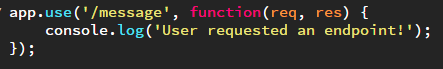 app.use('/message', function(req, res) {
    console.log('User requested an endpoint!');
});